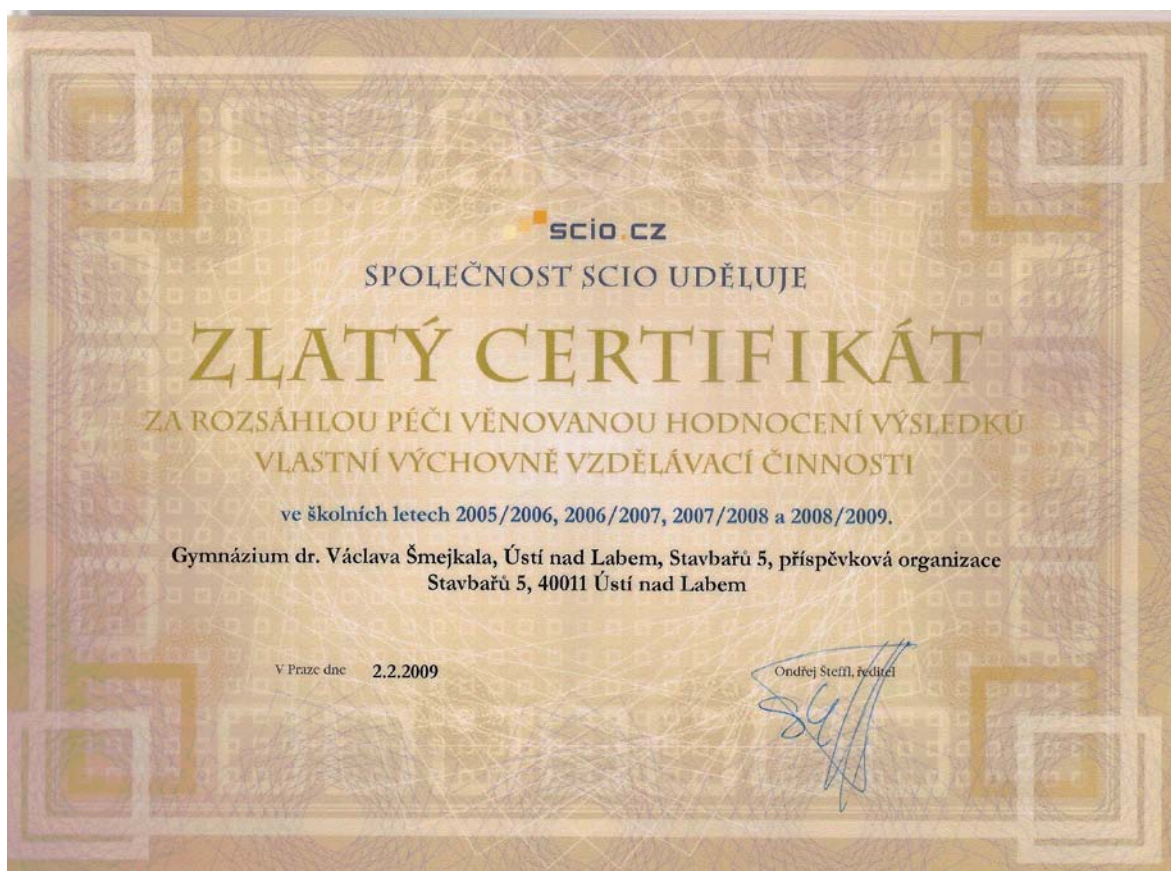 scio.cz
SPOLEČNOST SCIO UDĚLUJE
ZLATÝ CERTIFIKÁT
ZA ROZSÁHLOU PÉČI VĚNOVANOU HODNOCENÍ VÝSLEDKŮ
VLASTNÍ VÝCHOVNĚ VZDĚLÁVACÍ ČINNOSTI
ve školních letech 2005/2006, 2006/2007, 2007/2008 a 2008/2009.
Gymnázium dr. Václava Šmejkala, Ústí nad Labem, Stavbařů 5, příspěvková organizace
Stavbařů 5, 40011 Ústí nad Labem
V Praze dne 2.2.2009
Ondřej Šteffl, ředitel